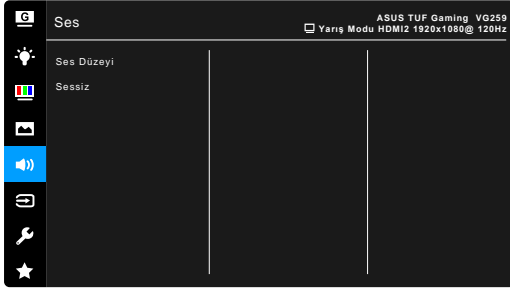 G
Ses
ASUS TUF Gaming VG259
Yarış Modu HDMI2 1920x1080@ 120Hz
Ses Düzeyi
Sessiz